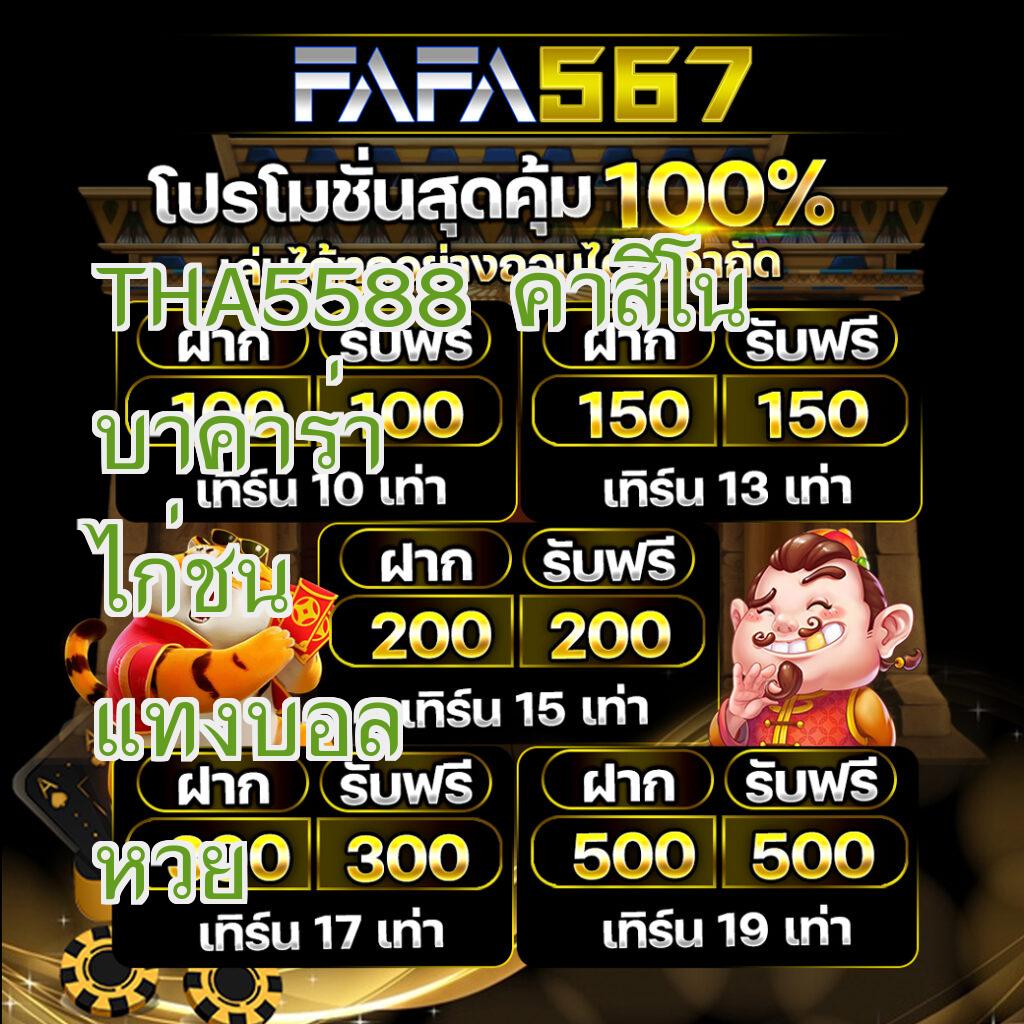 FAFA567
โปรโมชั่นสุดคุ้ม 100%
THA5588 คาสิโน
ฝาก รับฟรี ฝาก รับฟรี
100 100 150 150
บาคาร่า
เทิร์น 10 เท่า เทิร์น 13 เท่า
ไก่ชน
ฝาก รับฟรี
200 200
เทิร์น 15 เท่า
แทงบอล
ฝาก รับฟรี ฝาก รับฟรี
300 300 500 500
หวย
เทิร์น 17 เท่า เทิร์น 19 เท่า